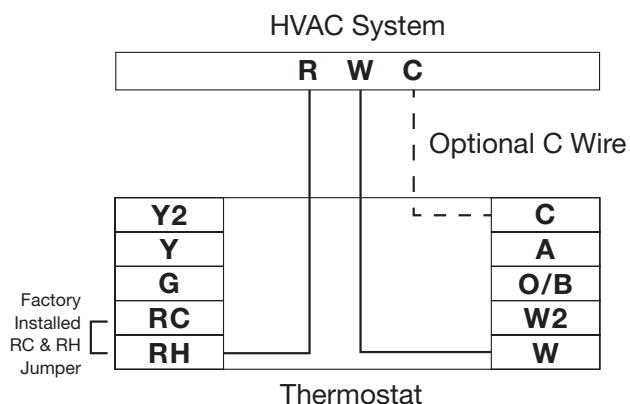 HVAC System
R W C
Optional C Wire
Y2
Y
G
RC
RH
C
A
O/B
W2
W
Factory
Installed
RC & RH
Jumper
Thermostat